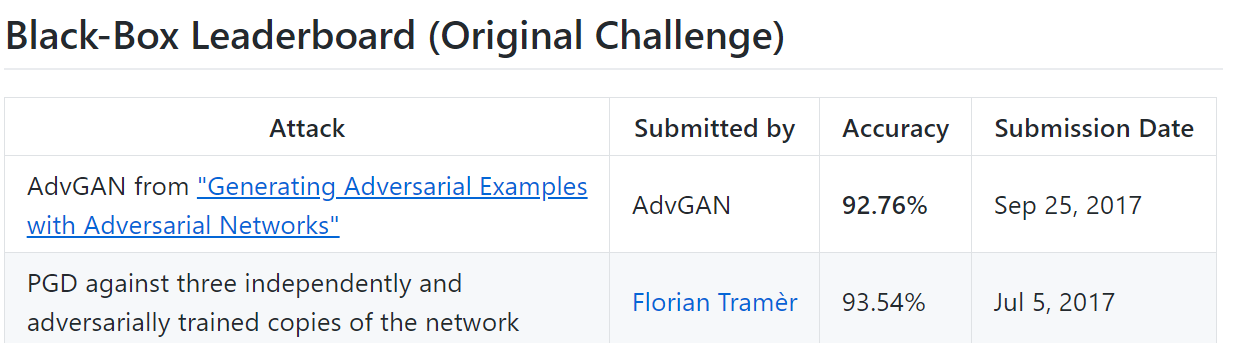 Black-Box Leaderboard (Original Challenge)
Attack Submitted by Accuracy Submission Date
AdvGAN from "Generating Adversarial Examples
with Adversarial Networks" AdvGAN 92.76% Sep 25, 2017
PGD against three independently and
adversarially trained copies of the network Florian Tramèr 93.54% Jul 5, 2017